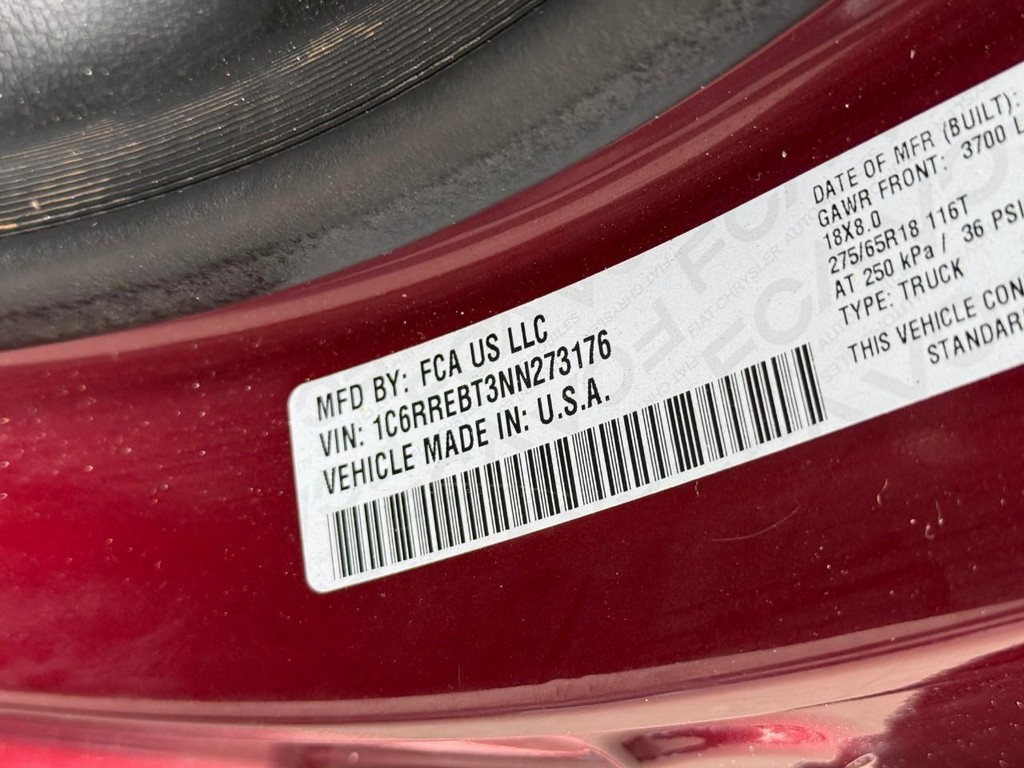 MFD BY: FCA US LLC
VIN: 1C6RREBT3NN273176
VEHICLE MADE IN: U.S.A.
DATE OF MFR (BUILT):
GAWR FRONT: 3700 L
18X8.0
275/65R18 116T
AT 250 kPa / 36 PSI
TYPE: TRUCK
THIS VEHICLE CON
STANDAR